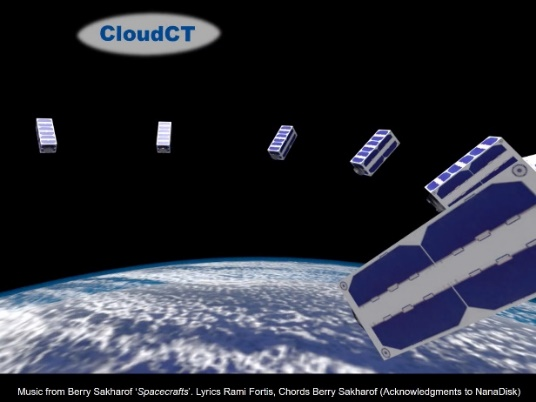 CloudCT
Music from Berry Sakharof 'Spacecrafts'. Lyrics Rami Fortis, Chords Berry Sakharof (Acknowledgments to NanaDisk)